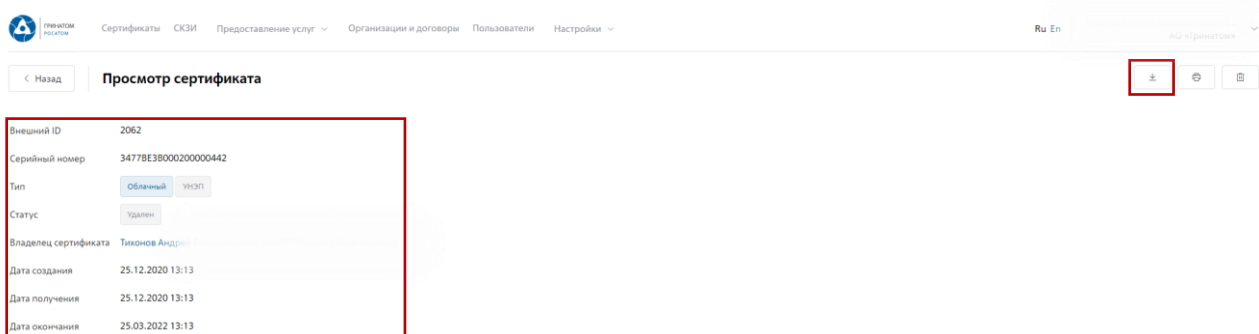 ГРИНАТОМ
РОСАТОМ
Сертификаты СКЗИ Предоставление услуг Организации и договоры Пользователи Настройки
Ru En
АО «Гринатом»
Назад
Просмотр сертификата
Внешний ID 2062
Серийный номер 3477BE3B000200000442
Тип Облачный УНЭП
Статус Удален
Владелец сертификата Тихонов Андрей
Дата создания 25.12.2020 13:13
Дата получения 25.12.2020 13:13
Дата окончания 25.03.2022 13:13